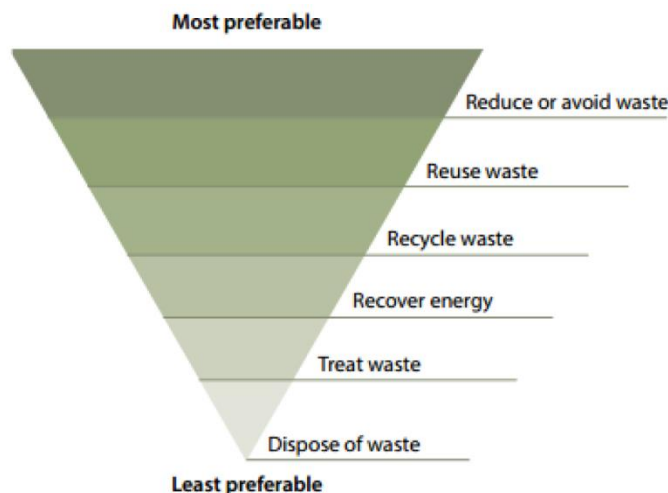 Most preferable
Reduce or avoid waste
Reuse waste
Recycle waste
Recover energy
Treat waste
Dispose of waste
Least preferable